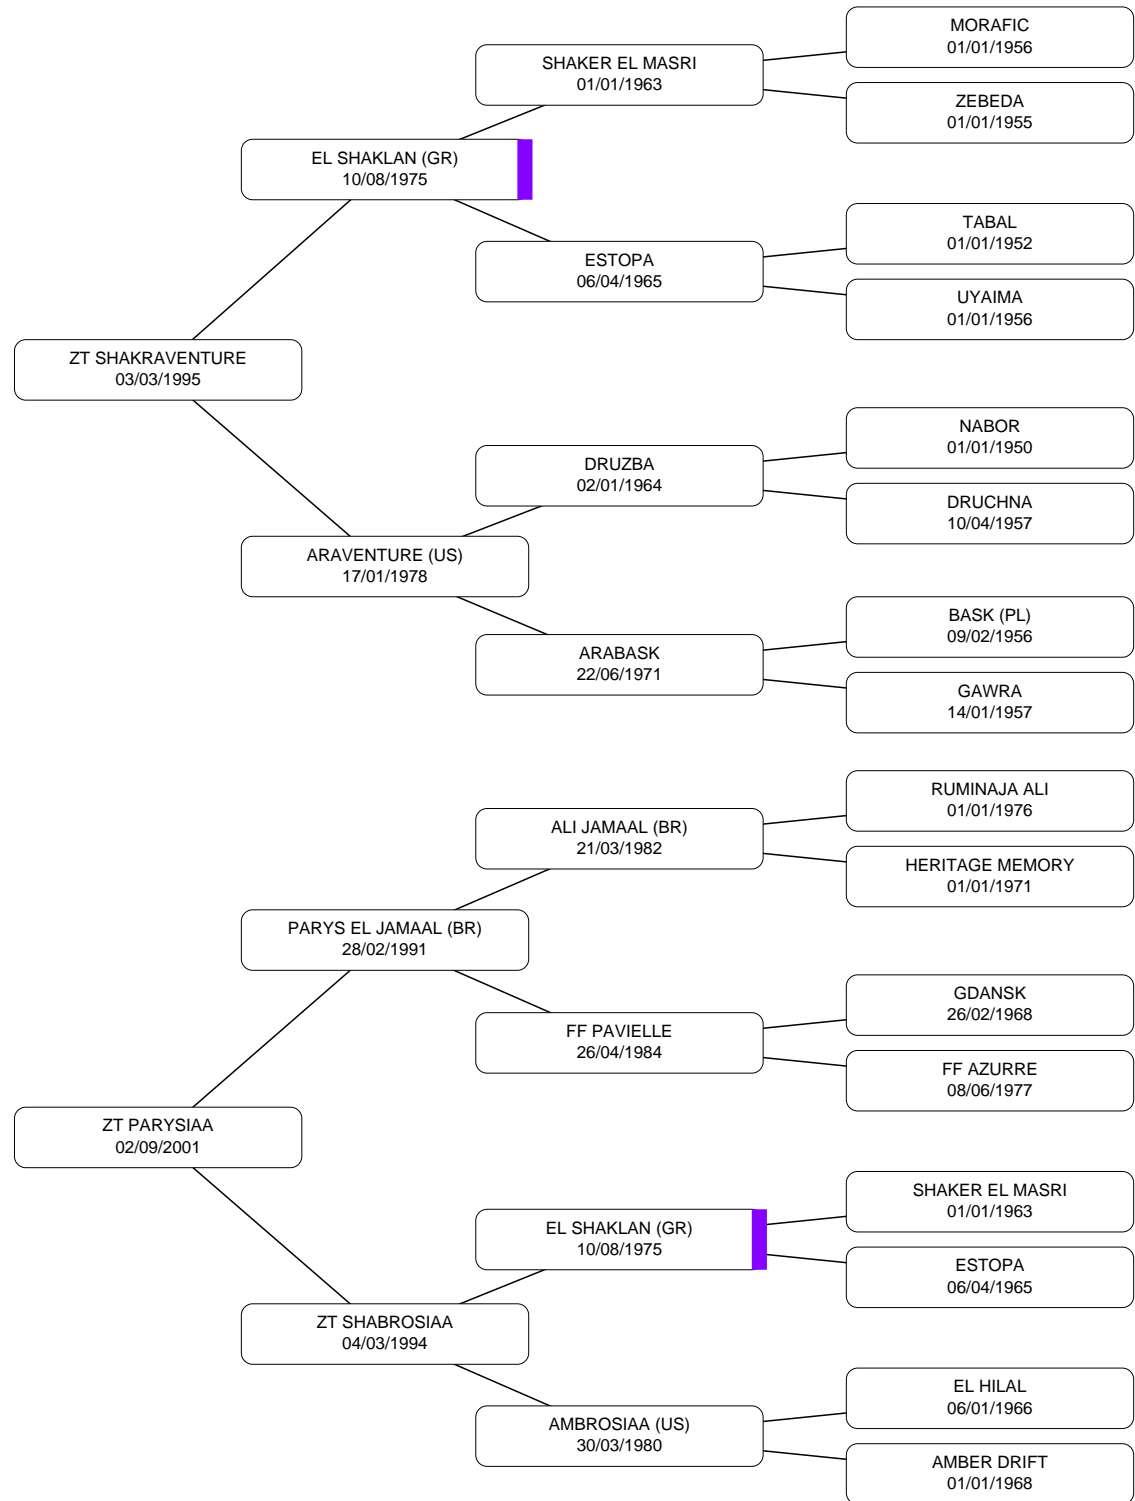 MORAFIC
01/01/1956
SHAKER EL MASRI
01/01/1963
ZEBEDA
01/01/1955
EL SHAKLAN (GR)
10/08/1975
TABAL
01/01/1952
ESTOPA
06/04/1965
UYAIMA
01/01/1956
ZT SHAKRAVENTURE
03/03/1995
NABOR
01/01/1950
DRUZBA
02/01/1964
DRUCHNA
10/04/1957
ARAVENTURE (US)
17/01/1978
BASK (PL)
09/02/1956
ARABASK
22/06/1971
GAWRA
14/01/1957
RUMINAJA ALI
01/01/1976
ALI JAMAAL (BR)
21/03/1982
HERITAGE MEMORY
01/01/1971
PARYS EL JAMAAL (BR)
28/02/1991
GDANSK
26/02/1968
FF PAVIELLE
26/04/1984
FF AZURRE
08/06/1977
ZT PARYSIAA
02/09/2001
SHAKER EL MASRI
01/01/1963
EL SHAKLAN (GR)
10/08/1975
ESTOPA
06/04/1965
ZT SHABROSIAA
04/03/1994
EL HILAL
06/01/1966
AMBROSIAA (US)
30/03/1980
AMBER DRIFT
01/01/1968